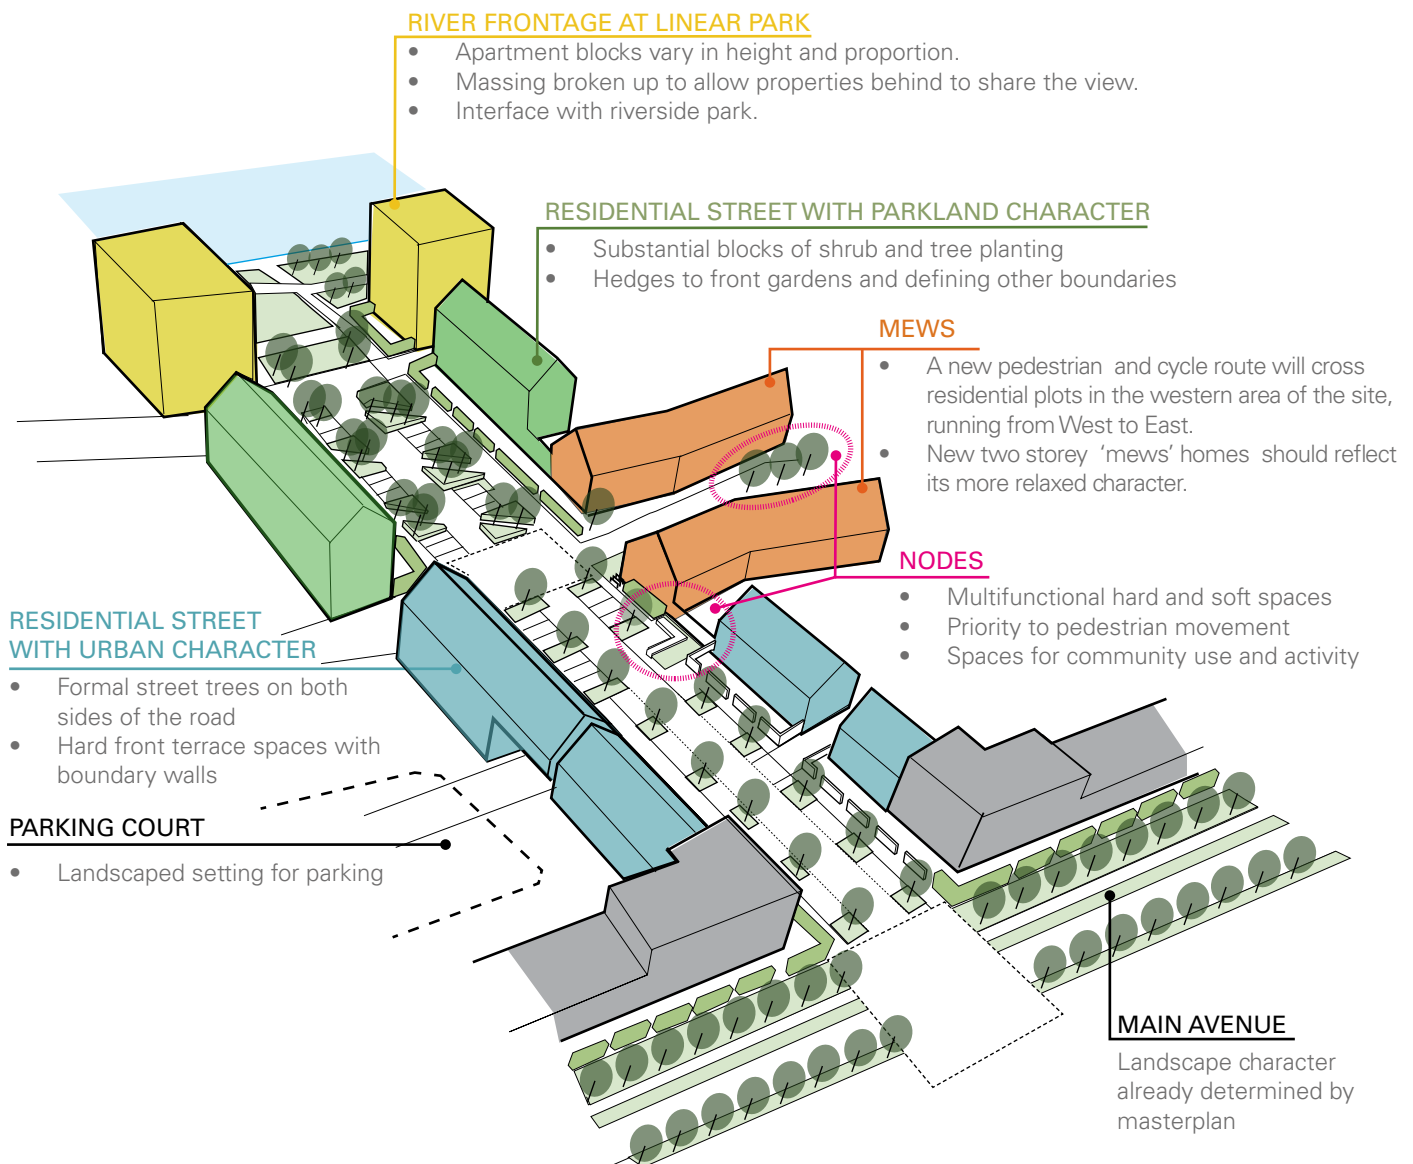 RIVER FRONTAGE AT LINEAR PARK
• Apartment blocks vary in height and proportion.
• Massing broken up to allow properties behind to share the view.
• Interface with riverside park.
RESIDENTIAL STREET WITH PARKLAND CHARACTER
• Substantial blocks of shrub and tree planting
• Hedges to front gardens and defining other boundaries
MEWS
• A new pedestrian and cycle route will cross
residential plots in the western area of the site,
running from West to East.
• New two storey ‘mews’ homes should reflect
its more relaxed character.
NODES
• Multifunctional hard and soft spaces
• Priority to pedestrian movement
• Spaces for community use and activity
RESIDENTIAL STREET
WITH URBAN CHARACTER
• Formal street trees on both
sides of the road
• Hard front terrace spaces with
boundary walls
PARKING COURT
• Landscaped setting for parking
MAIN AVENUE
Landscape character
already determined by
masterplan